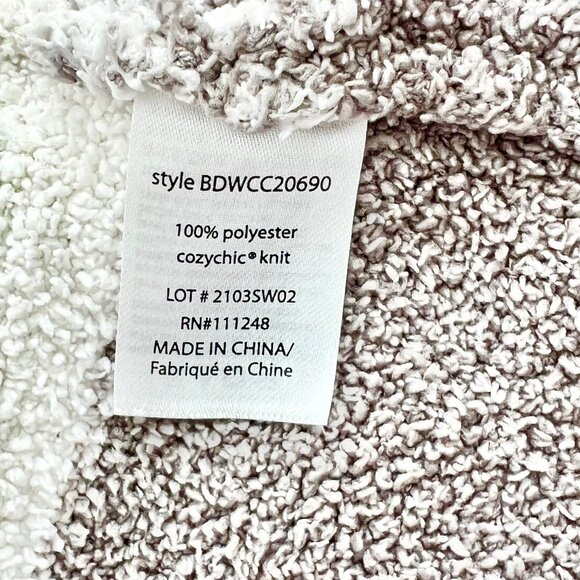 style BDWCC20690
100% polyester
cozychic® knit
LOT # 2103SW02
RN#111248
MADE IN CHINA/
Fabriqué en Chine